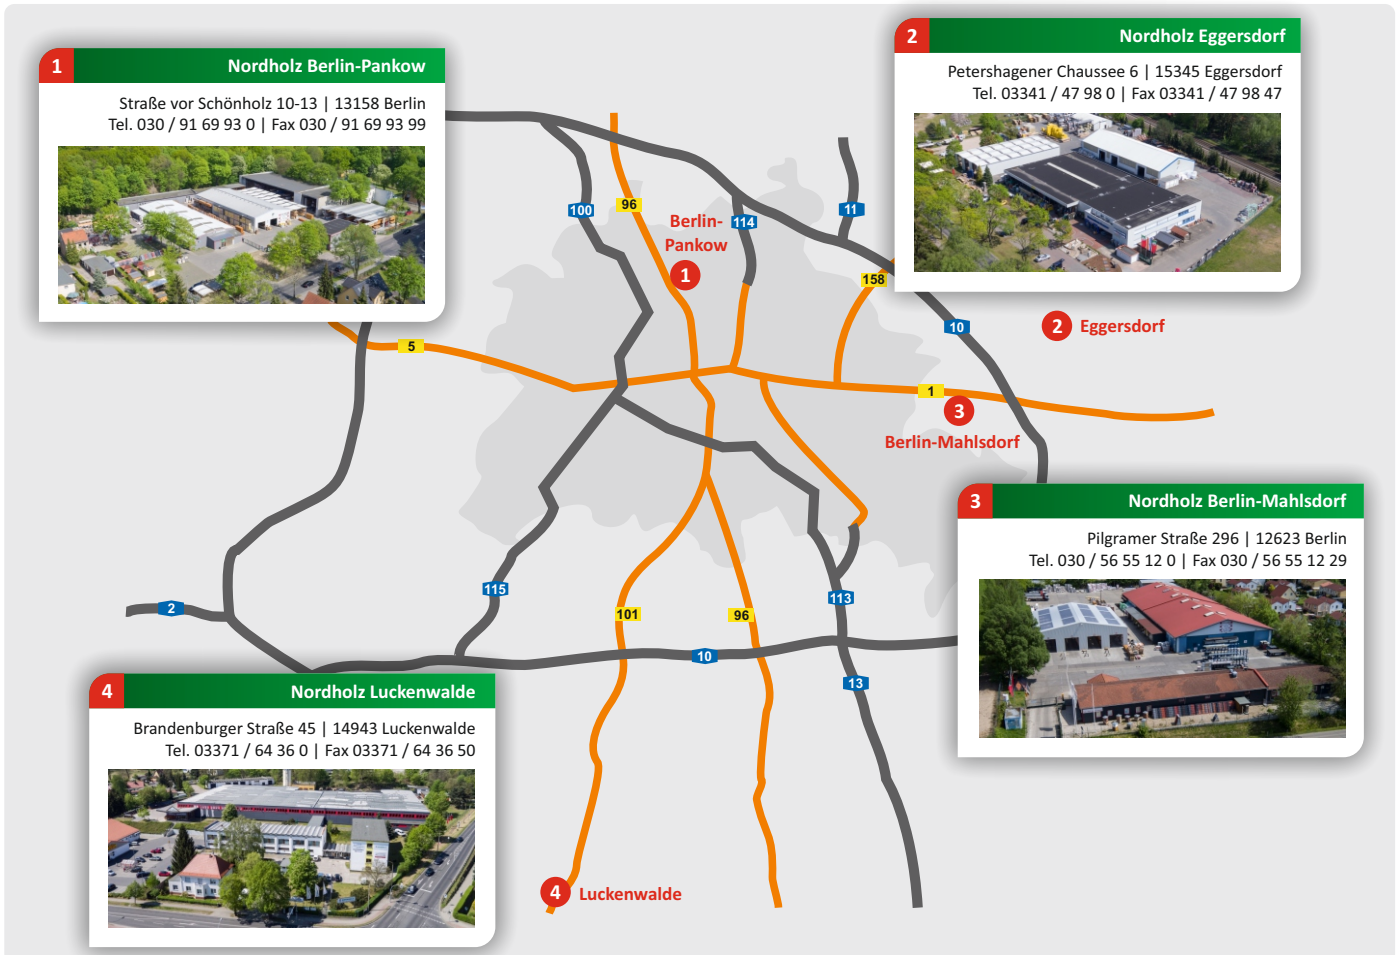 1
Nordholz Berlin-Pankow
Straße vor Schönholz 10-13 | 13158 Berlin
Tel. 030 / 91 69 93 0 | Fax 030 / 91 69 93 99
2
Nordholz Eggersdorf
Petershagener Chaussee 6 | 15345 Eggersdorf
Tel. 03341 / 47 98 0 | Fax 03341 / 47 98 47
100
96
114
11
Berlin-
Pankow
1
158
10
2 Eggersdorf
5
1
3
Berlin-Mahlsdorf
3
Nordholz Berlin-Mahlsdorf
Pilgramer Straße 296 | 12623 Berlin
Tel. 030 / 56 55 12 0 | Fax 030 / 56 55 12 29
2
115
101
96
113
10
13
4
Nordholz Luckenwalde
Brandenburger Straße 45 | 14943 Luckenwalde
Tel. 03371 / 64 36 0 | Fax 03371 / 64 36 50
4 Luckenwalde